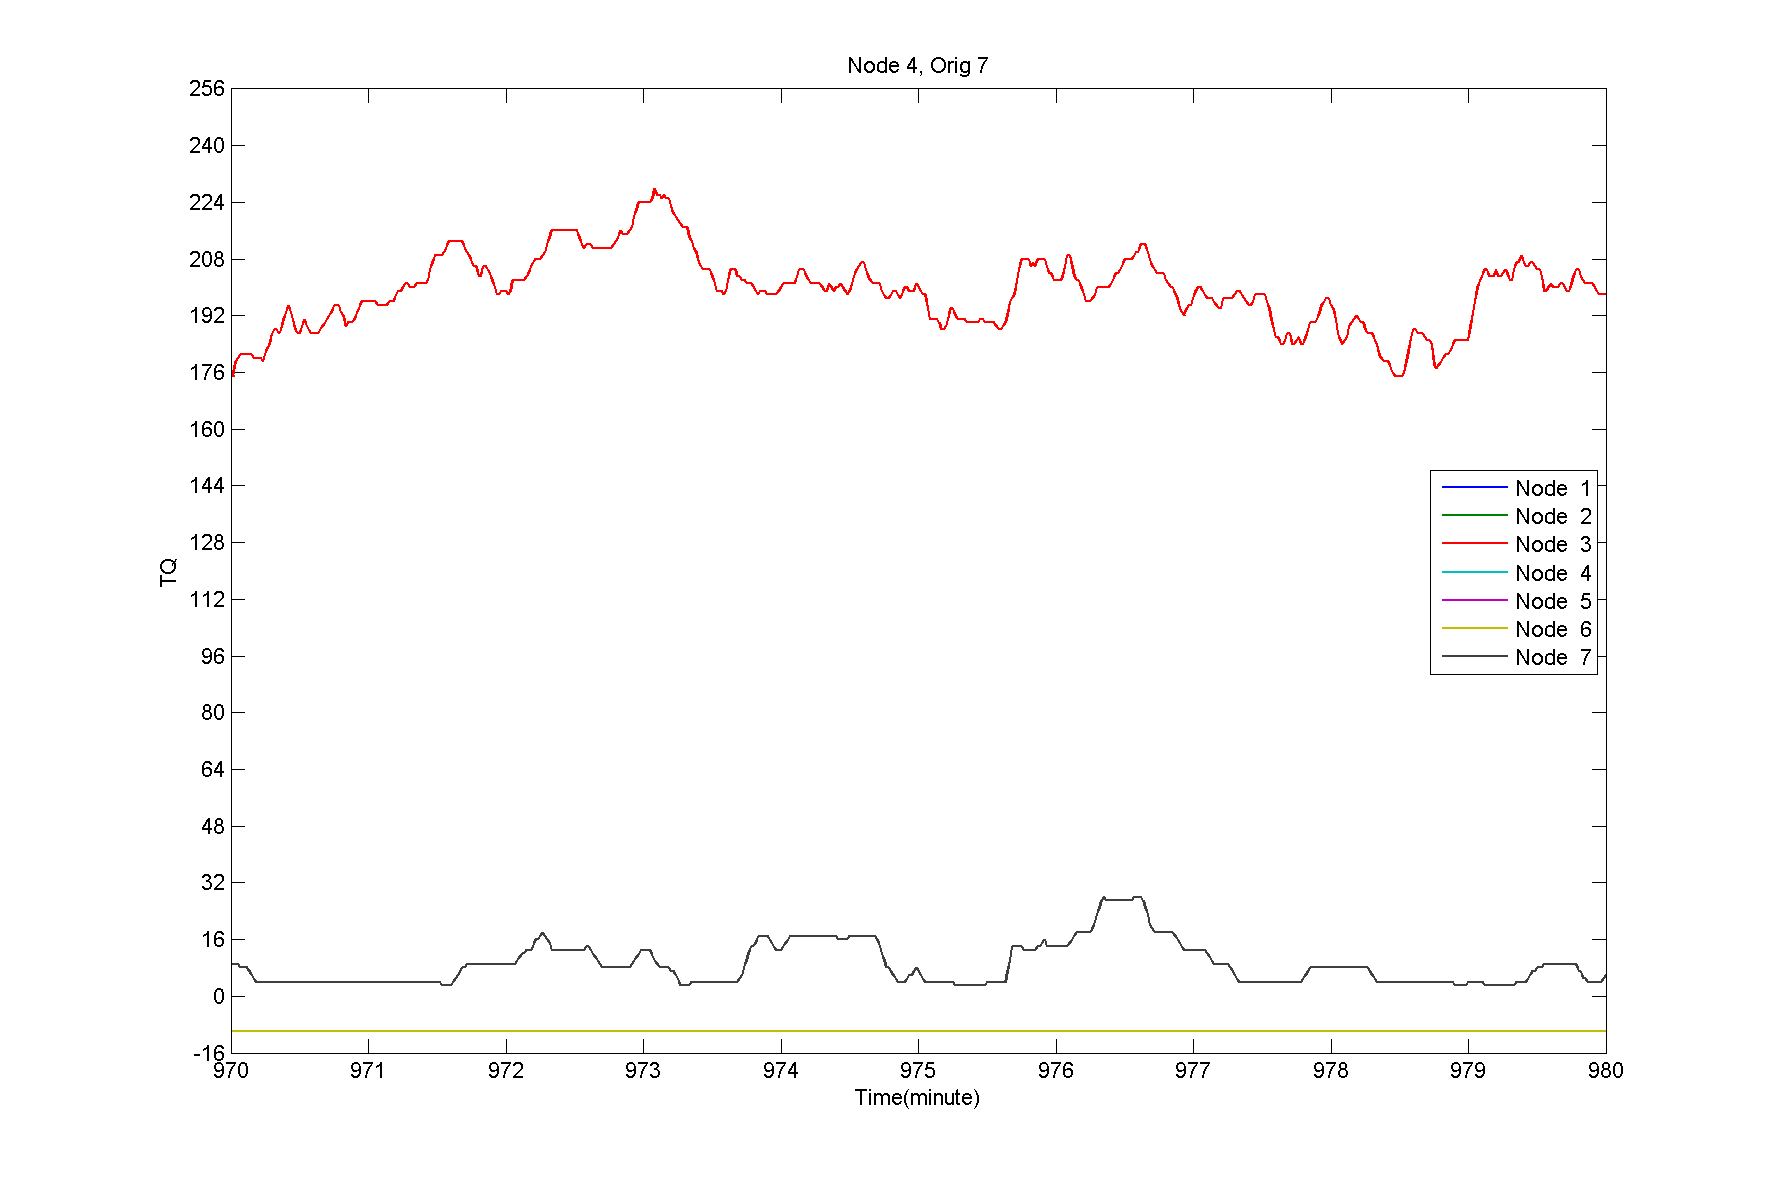 Node 4, Orig 7
256
240
224
208
192
176
160
144
128
112
96
80
64
48
32
16
0
-16
TQ
Node 1
Node 2
Node 3
Node 4
Node 5
Node 6
Node 7
970 971 972 973 974 975 976 977 978 979 980
Time(minute)